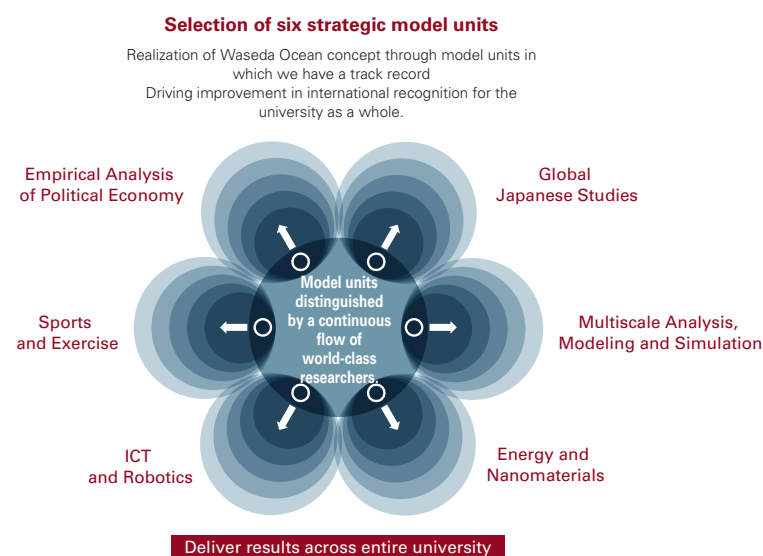 Selection of six strategic model units
Realization of Waseda Ocean concept through model units in
which we have a track record
Driving improvement in international recognition for the
university as a whole.
Empirical Analysis
of Political Economy
Global
Japanese Studies
Model units
distinguished
by a continuous
flow of
world-class
researchers.
Sports
and Exercise
Multiscale Analysis,
Modeling and Simulation
ICT
and Robotics
Energy and
Nanomaterials
Deliver results across entire university